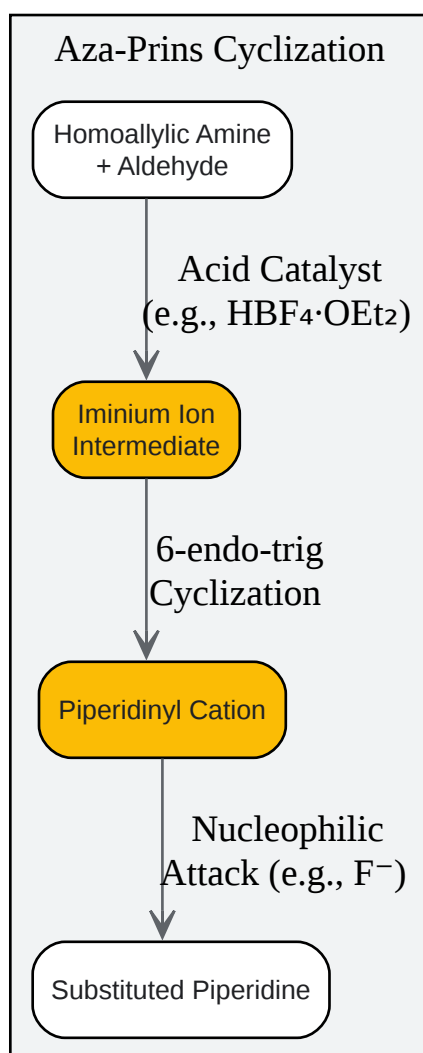 Aza-Prins Cyclization
Homoallylic Amine
+ Aldehyde
Acid Catalyst
(e.g., HBF₄·OEt₂)
Iminium Ion
Intermediate
6-endo-trig
Cyclization
Piperidinyl Cation
Nucleophilic
Attack (e.g., F⁻)
Substituted Piperidine